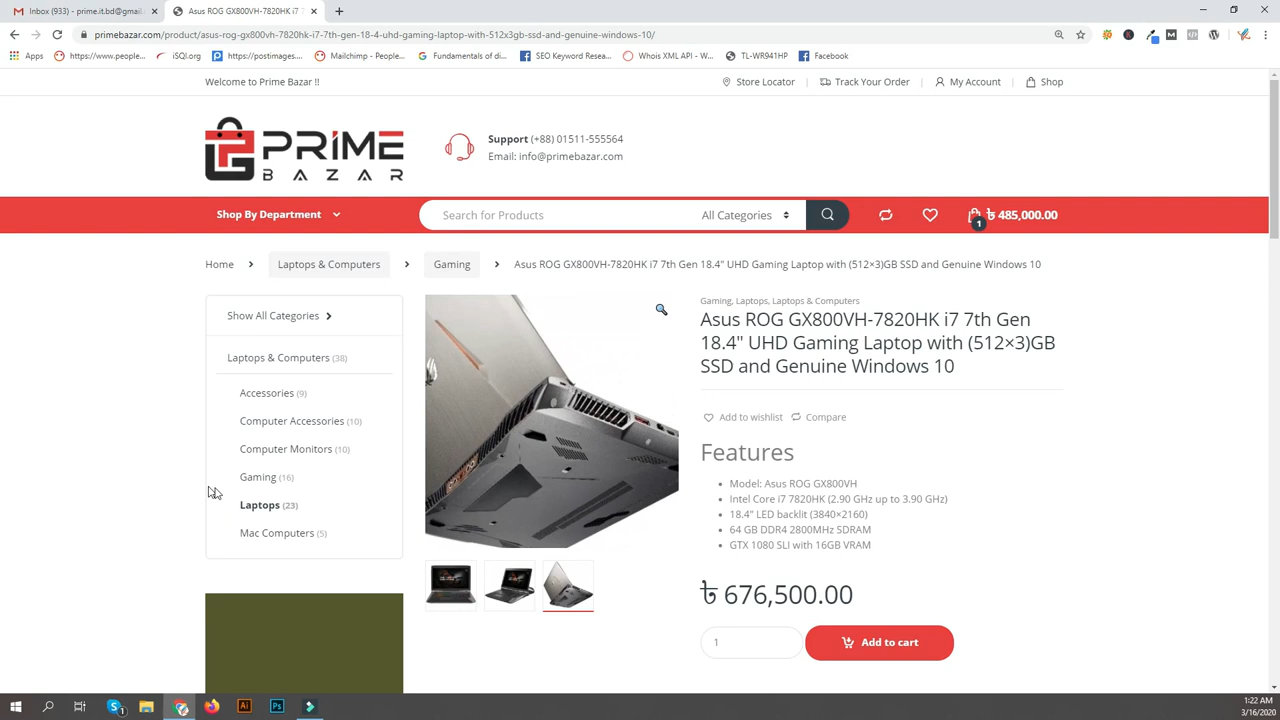 Inbox (933) - prime.it.bd@gmail.
Asus ROG GX800VH-7820HK i7 7
primebazar.com/product/asus-rog-gx800vh-7820hk-i7-7th-gen-18-4-uhd-gaming-laptop-with-512x3gb-ssd-and-genuine-windows-10/
Apps
https://www.people...
iSQI.org
https://postimages....
Mailchimp - People...
Fundamentals of di...
SEO Keyword Resea...
Whois XML API - W...
TL-WR941HP
Facebook
Welcome to Prime Bazar !!
Store Locator
Track Your Order
My Account
Shop
PRIME
BAZAR
Support (+88) 01511-555564
Email: info@primebazar.com
Shop By Department
Search for Products
All Categories
1
৳ 485,000.00
Home
Laptops & Computers
Gaming
Asus ROG GX800VH-7820HK i7 7th Gen 18.4" UHD Gaming Laptop with (512×3)GB SSD and Genuine Windows 10
Show All Categories
Laptops & Computers (38)
Accessories (9)
Computer Accessories (10)
Computer Monitors (10)
Gaming (16)
Laptops (23)
Mac Computers (5)
Gaming, Laptops, Laptops & Computers
Asus ROG GX800VH-7820HK i7 7th Gen
18.4" UHD Gaming Laptop with (512×3)GB
SSD and Genuine Windows 10
Add to wishlist
Compare
Features
Model: Asus ROG GX800VH
Intel Core i7 7820HK (2.90 GHz up to 3.90 GHz)
18.4" LED backlit (3840×2160)
64 GB DDR4 2800MHz SDRAM
GTX 1080 SLI with 16GB VRAM
৳ 676,500.00
1
Add to cart
1:22 AM
3/16/2020